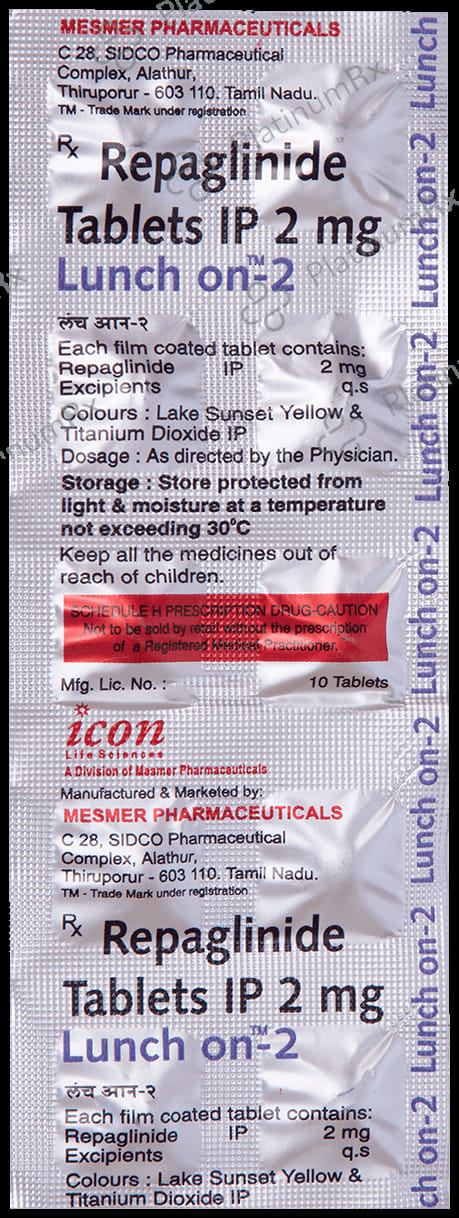 MESMER PHARMACEUTICALS
C 28, SIDCO Pharmaceutical
Complex, Alathur,
Thiruporur - 603 110. Tamil Nadu.
TM - Trade Mark under registration
Rx Repaglinide
Tablets IP 2 mg
Lunch on™-2
लंच आन-२
Each film coated tablet contains:
Repaglinide IP 2 mg
Excipients q.s
Colours : Lake Sunset Yellow &
Titanium Dioxide IP
Dosage : As directed by the Physician.
Storage : Store protected from
light & moisture at a temperature
not exceeding 30⁰C
Keep all the medicines out of
reach of children.
SCHEDULE H PRESCRIPTION DRUG-CAUTION
Not to be sold by retail without the prescription
of a Registered Medical Practitioner.
Mfg. Lic. No. :-
10 Tablets
icon
Life Sciences
A Division of Mesmer Pharmaceuticals
Manufactured & Marketed by:
MESMER PHARMACEUTICALS
C 28, SIDCO Pharmaceutical
Complex, Alathur,
Thiruporur - 603 110. Tamil Nadu.
TM - Trade Mark under registration
Rx Repaglinide
Tablets IP 2 mg
Lunch on™-2
लंच आन-२
Each film coated tablet contains:
Repaglinide IP 2 mg
Excipients q.s
Colours : Lake Sunset Yellow &
Titanium Dioxide IP
ch on-2 Lunch on-2 Lunch on-2 Lunch on-2 Lunch on-2 Lunch on-2 Lunch
PlatinumRx
PlatinumRx